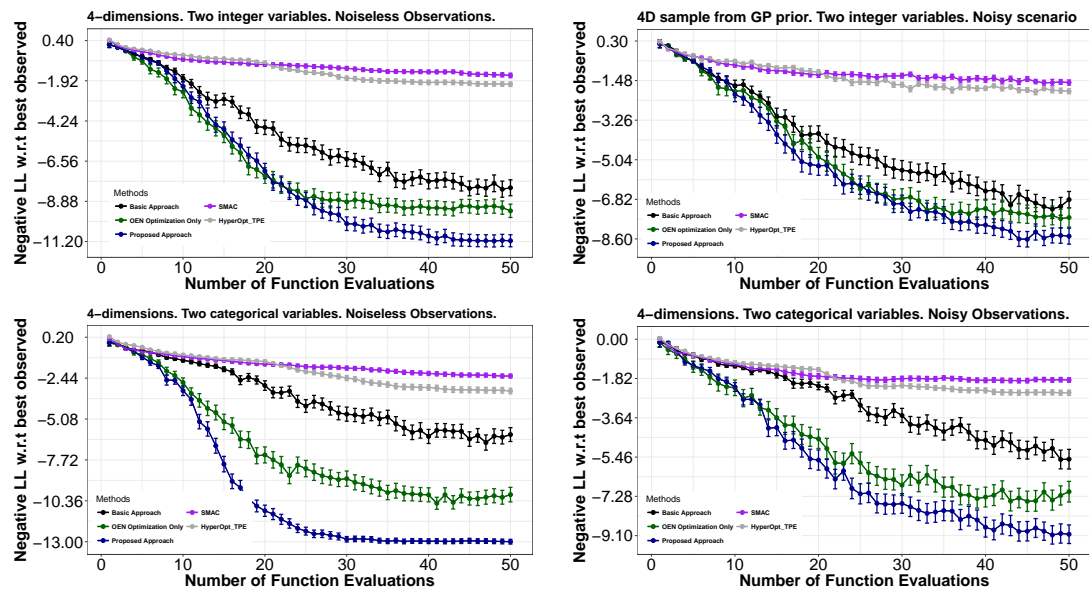 4−dimensions. Two integer variables. Noiseless Observations.
Negative LL w.r.t best observed
0.40
−1.92
−4.24
−6.56
−8.88
−11.20
Methods
Basic Approach
SMAC
OEN Optimization Only
HyperOpt_TPE
Proposed Approach
0 10 20 30 40 50
Number of Function Evaluations
4D sample from GP prior. Two integer variables. Noisy scenario
Negative LL w.r.t best observed
0.30
−1.48
−3.26
−5.04
−6.82
−8.60
Methods
Basic Approach
SMAC
OEN optimization Only
HyperOpt_TPE
Proposed Approach
0 10 20 30 40 50
Number of Function Evaluations
4−dimensions. Two categorical variables. Noiseless Observations.
Negative LL w.r.t best observed
0.20
−2.44
−5.08
−7.72
−10.36
−13.00
Methods
Basic Approach
SMAC
OEN Optimization Only
HyperOpt_TPE
Proposed Approach
0 10 20 30 40 50
Number of Function Evaluations
4−dimensions. Two categorical variables. Noisy Observations.
Negative LL w.r.t best observed
0.00
−1.82
−3.64
−5.46
−7.28
−9.10
Methods
Basic Approach
SMAC
OEN Optimization Only
HyperOpt_TPE
Proposed Approach
0 10 20 30 40 50
Number of Function Evaluations